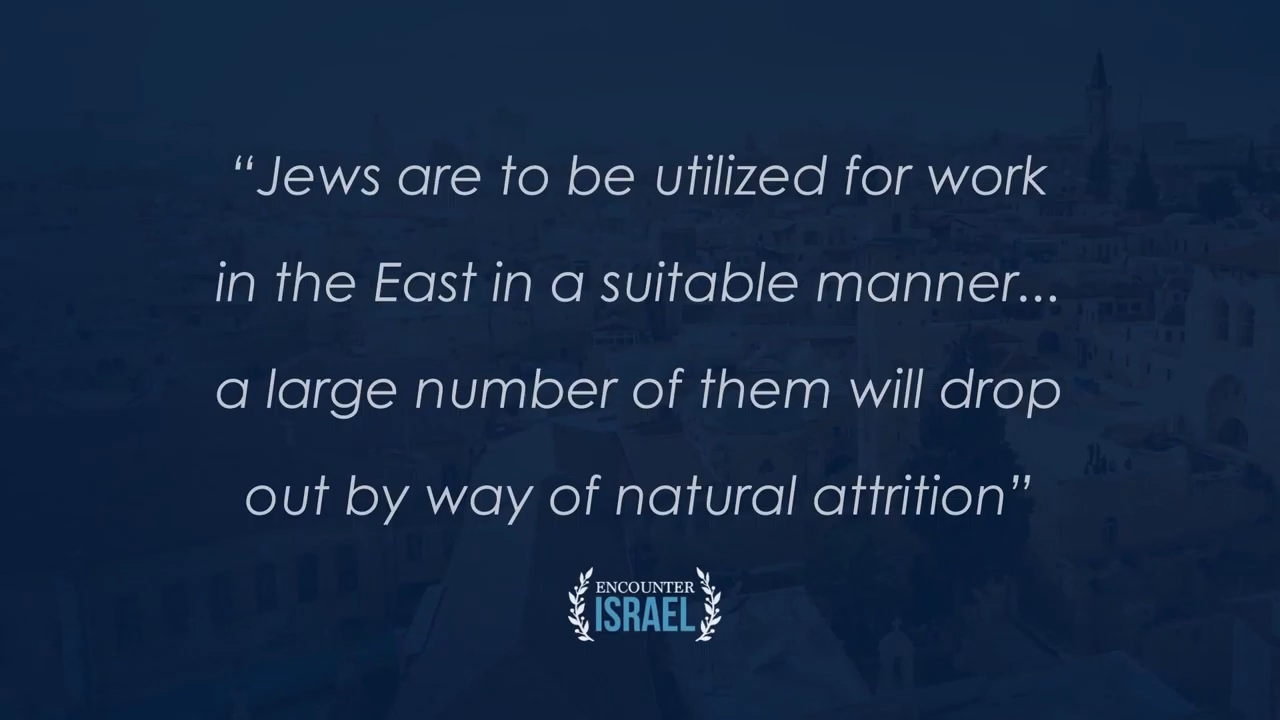 “Jews are to be utilized for work
in the East in a suitable manner...
a large number of them will drop
out by way of natural attrition”
ENCOUNTER
ISRAEL